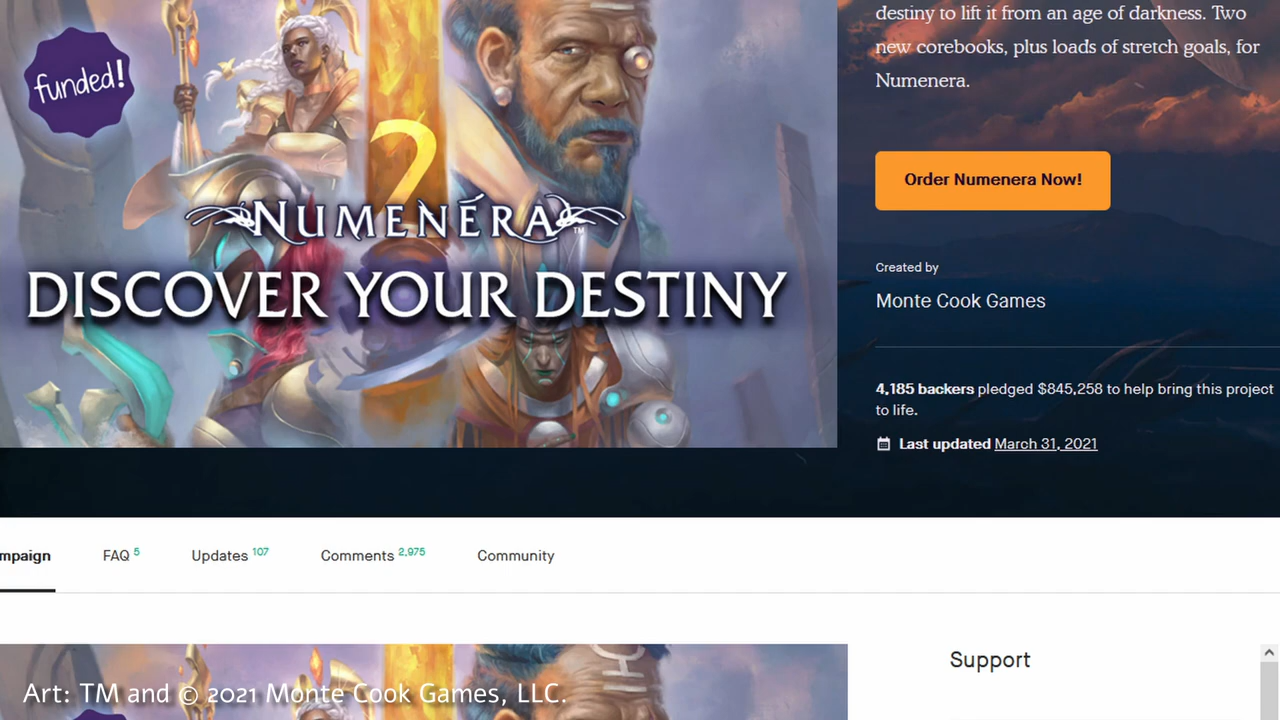 funded!
2
NUMENÉRA™
DISCOVER YOUR DESTINY
destiny to lift it from an age of darkness. Two
new corebooks, plus loads of stretch goals, for
Numenera.
Order Numenera Now!
Created by
Monte Cook Games
4,185 backers pledged $845,258 to help bring this project
to life.
Last updated March 31, 2021
mpaign
FAQ 5
Updates 107
Comments 2,975
Community
Support
Art: TM and © 2021 Monte Cook Games, LLC.